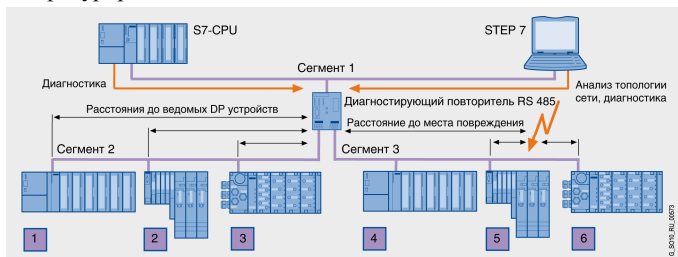 S7-CPU
STEP 7
Сегмент 1
Диагностика
Анализ топологии
сети, диагностика
Диагностирующий повторитель RS 485
Расстояния до ведомых DP устройств
Расстояние до места повреждения
Сегмент 2
Сегмент 3
1
2
3
4
5
6
G_SO10_RU_00573